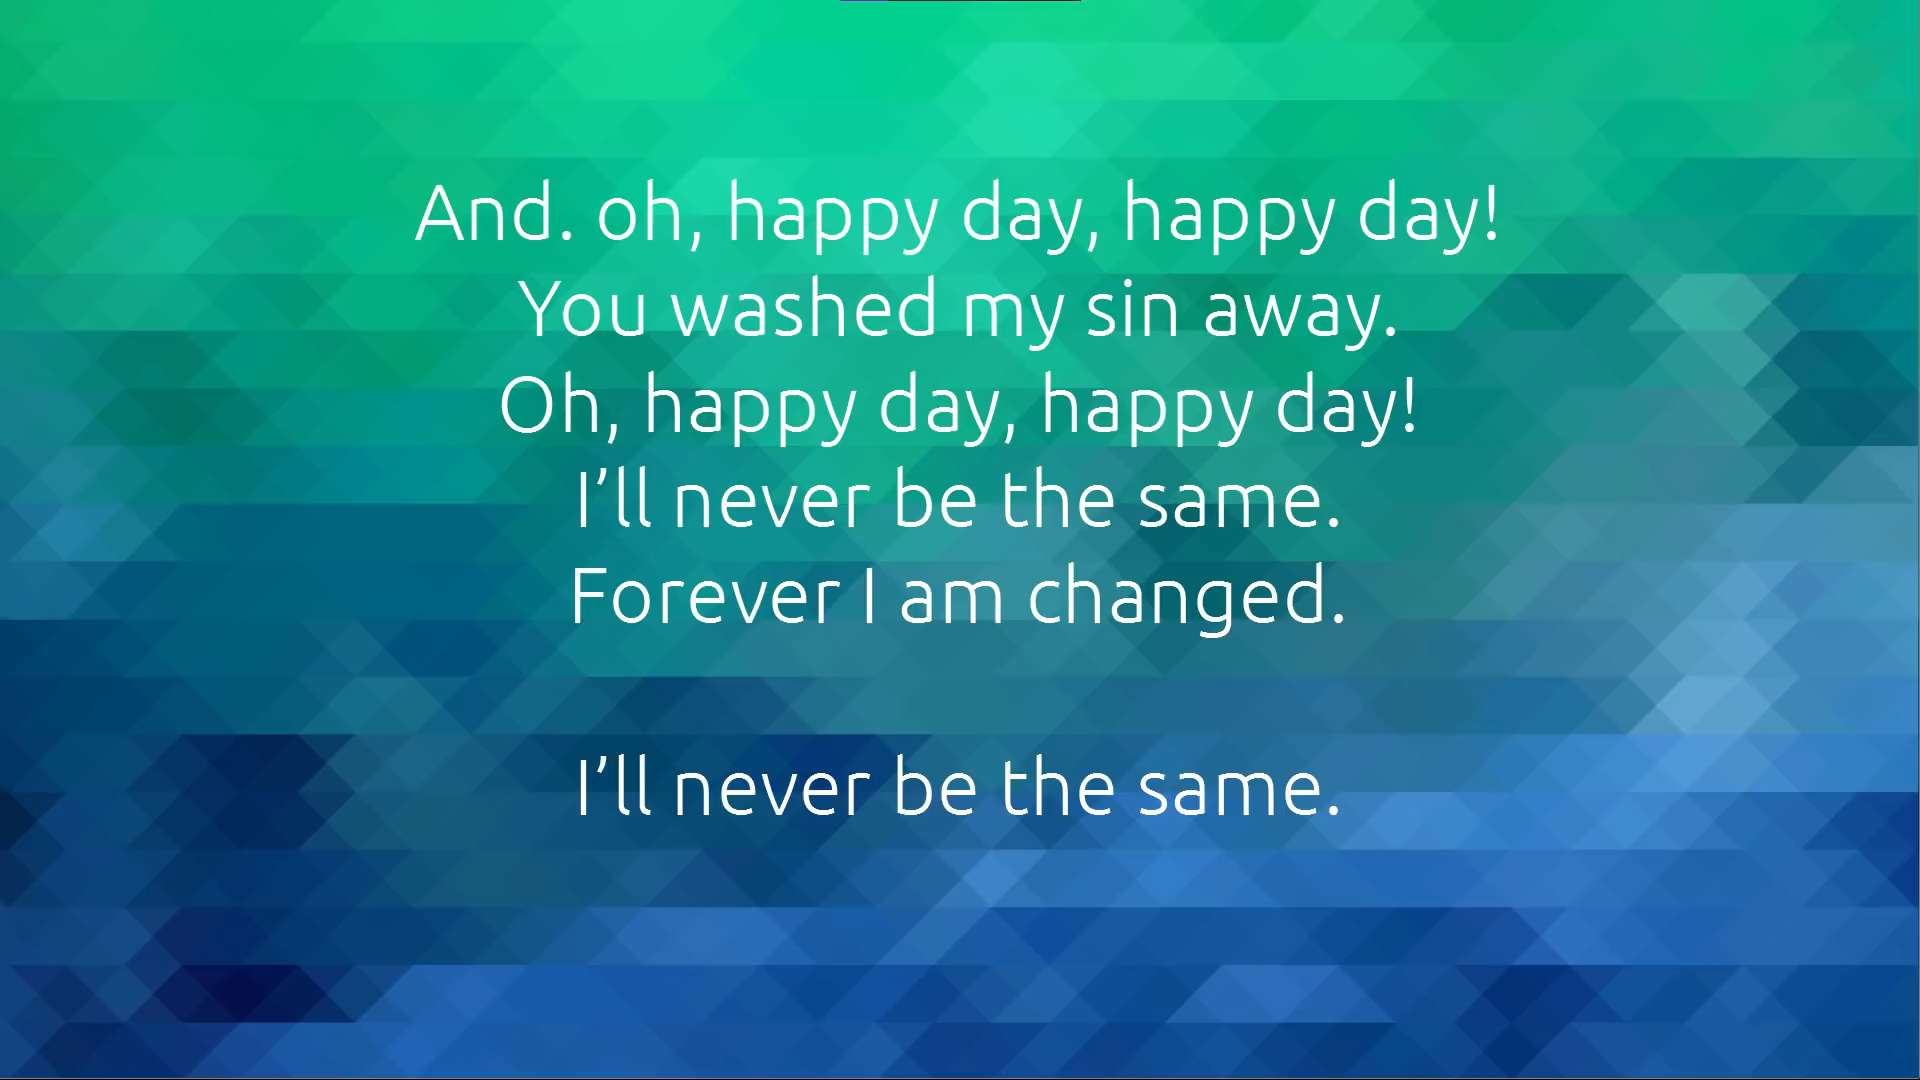 And. oh, happy day, happy day!
You washed my sin away.
Oh, happy day, happy day!
I’ll never be the same.
Forever I am changed.
I’ll never be the same.